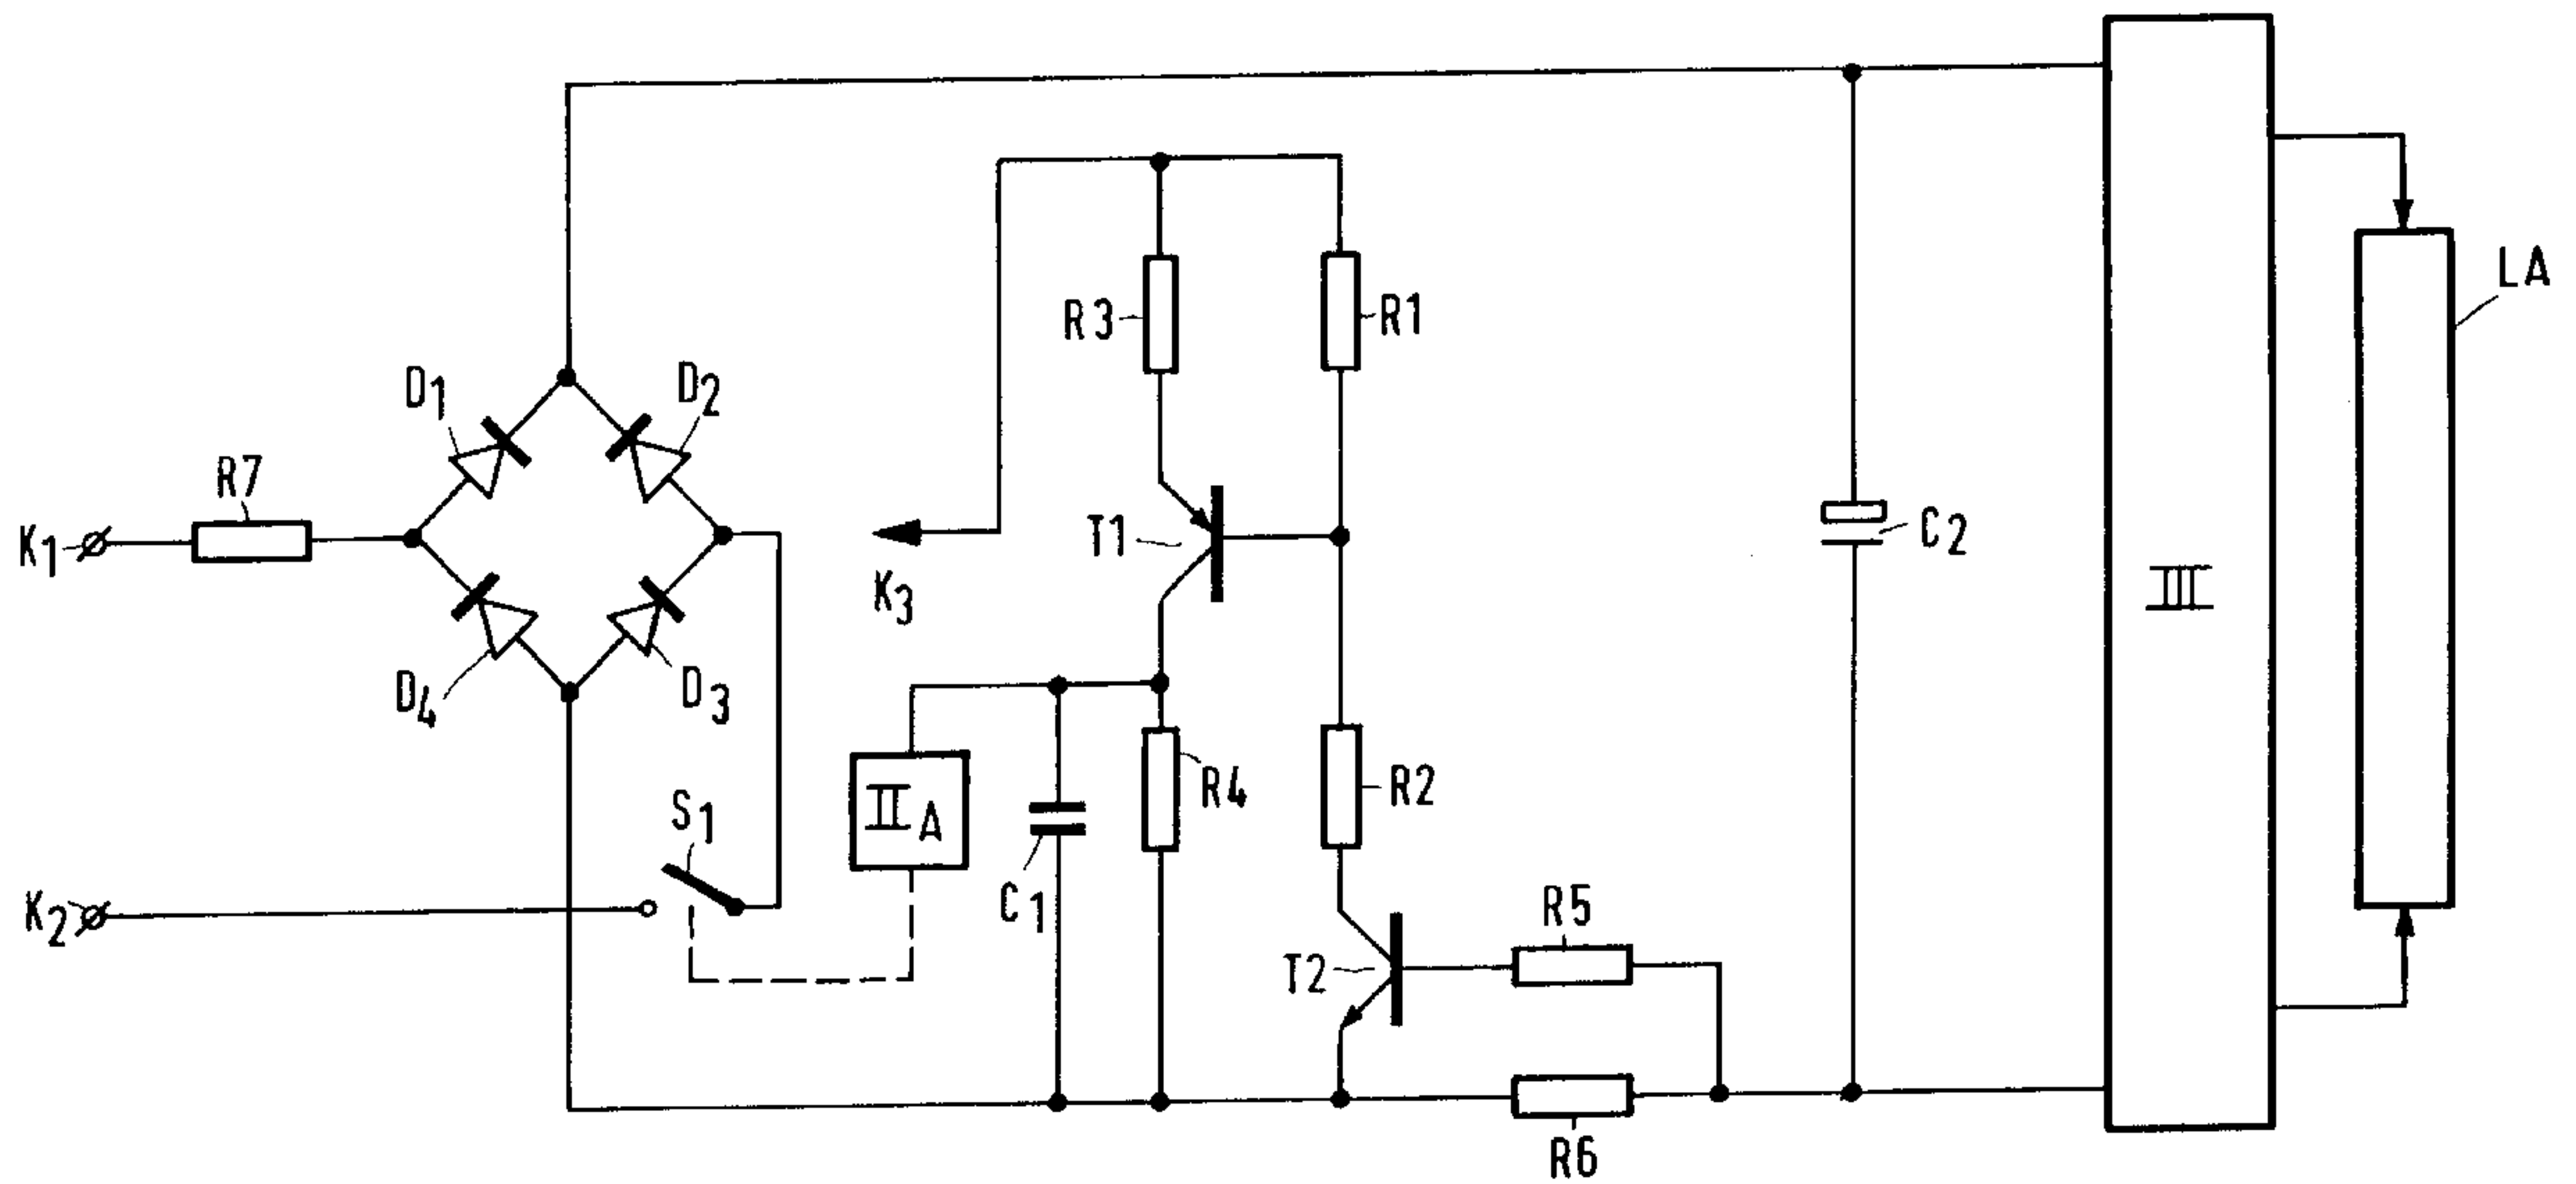 LA
R3
R1
D1
D2
R7
K1
T1
C2
K3
III
D4
D3
IIA
R4
R2
S1
K2
C1
R5
T2
R6